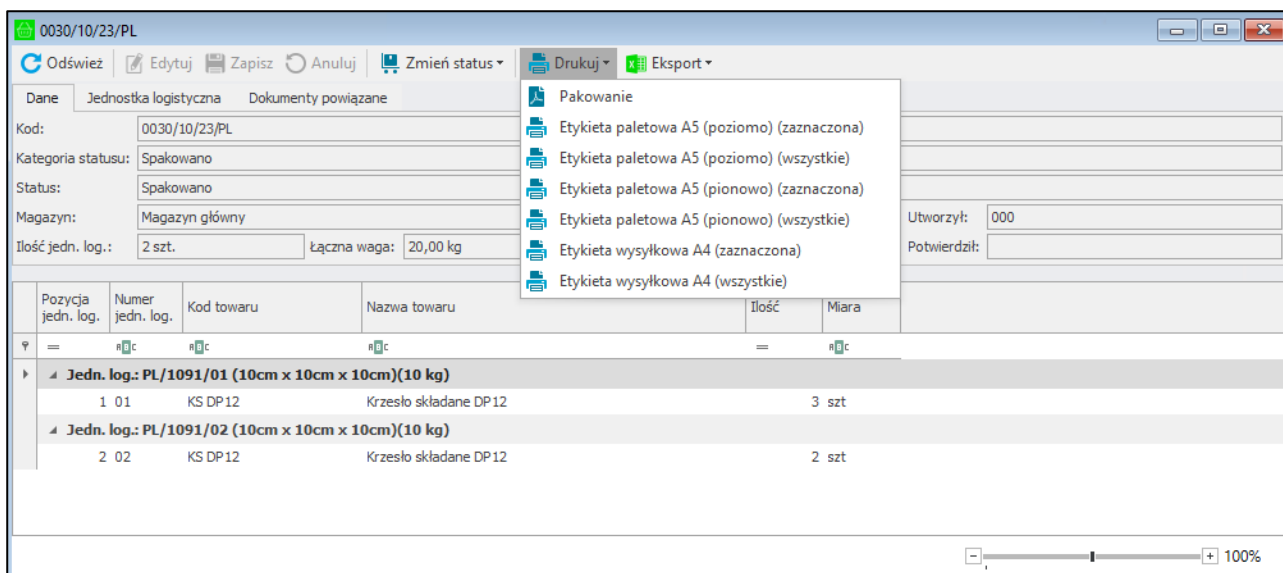 0030/10/23/PL
Odśwież Edytuj Zapisz Anuluj Zmień status Drukuj Eksport
Dane Jednostka logistyczna Dokumenty powiązane
Pakowanie
Kod: 0030/10/23/PL
Etykieta paletowa A5 (poziomo) (zaznaczona)
Kategoria statusu: Spakowano
Etykieta paletowa A5 (poziomo) (wszystkie)
Status: Spakowano
Etykieta paletowa A5 (pionowo) (zaznaczona)
Magazyn: Magazyn główny
Etykieta paletowa A5 (pionowo) (wszystkie)
Utworzył: 000
Ilość jedn. log.: 2 szt. Łączna waga: 20,00 kg
Etykieta wysyłkowa A4 (zaznaczona)
Potwierdził:
Etykieta wysyłkowa A4 (wszystkie)
Pozycja jedn. log. Numer jedn. log. Kod towaru Nazwa towaru Ilość Miara
= ABC ABC ABC = ABC
Jedn. log.: PL/1091/01 (10cm x 10cm x 10cm)(10 kg)
1 01 KS DP12 Krzesło składane DP12 3 szt
Jedn. log.: PL/1091/02 (10cm x 10cm x 10cm)(10 kg)
2 02 KS DP12 Krzesło składane DP12 2 szt
100%